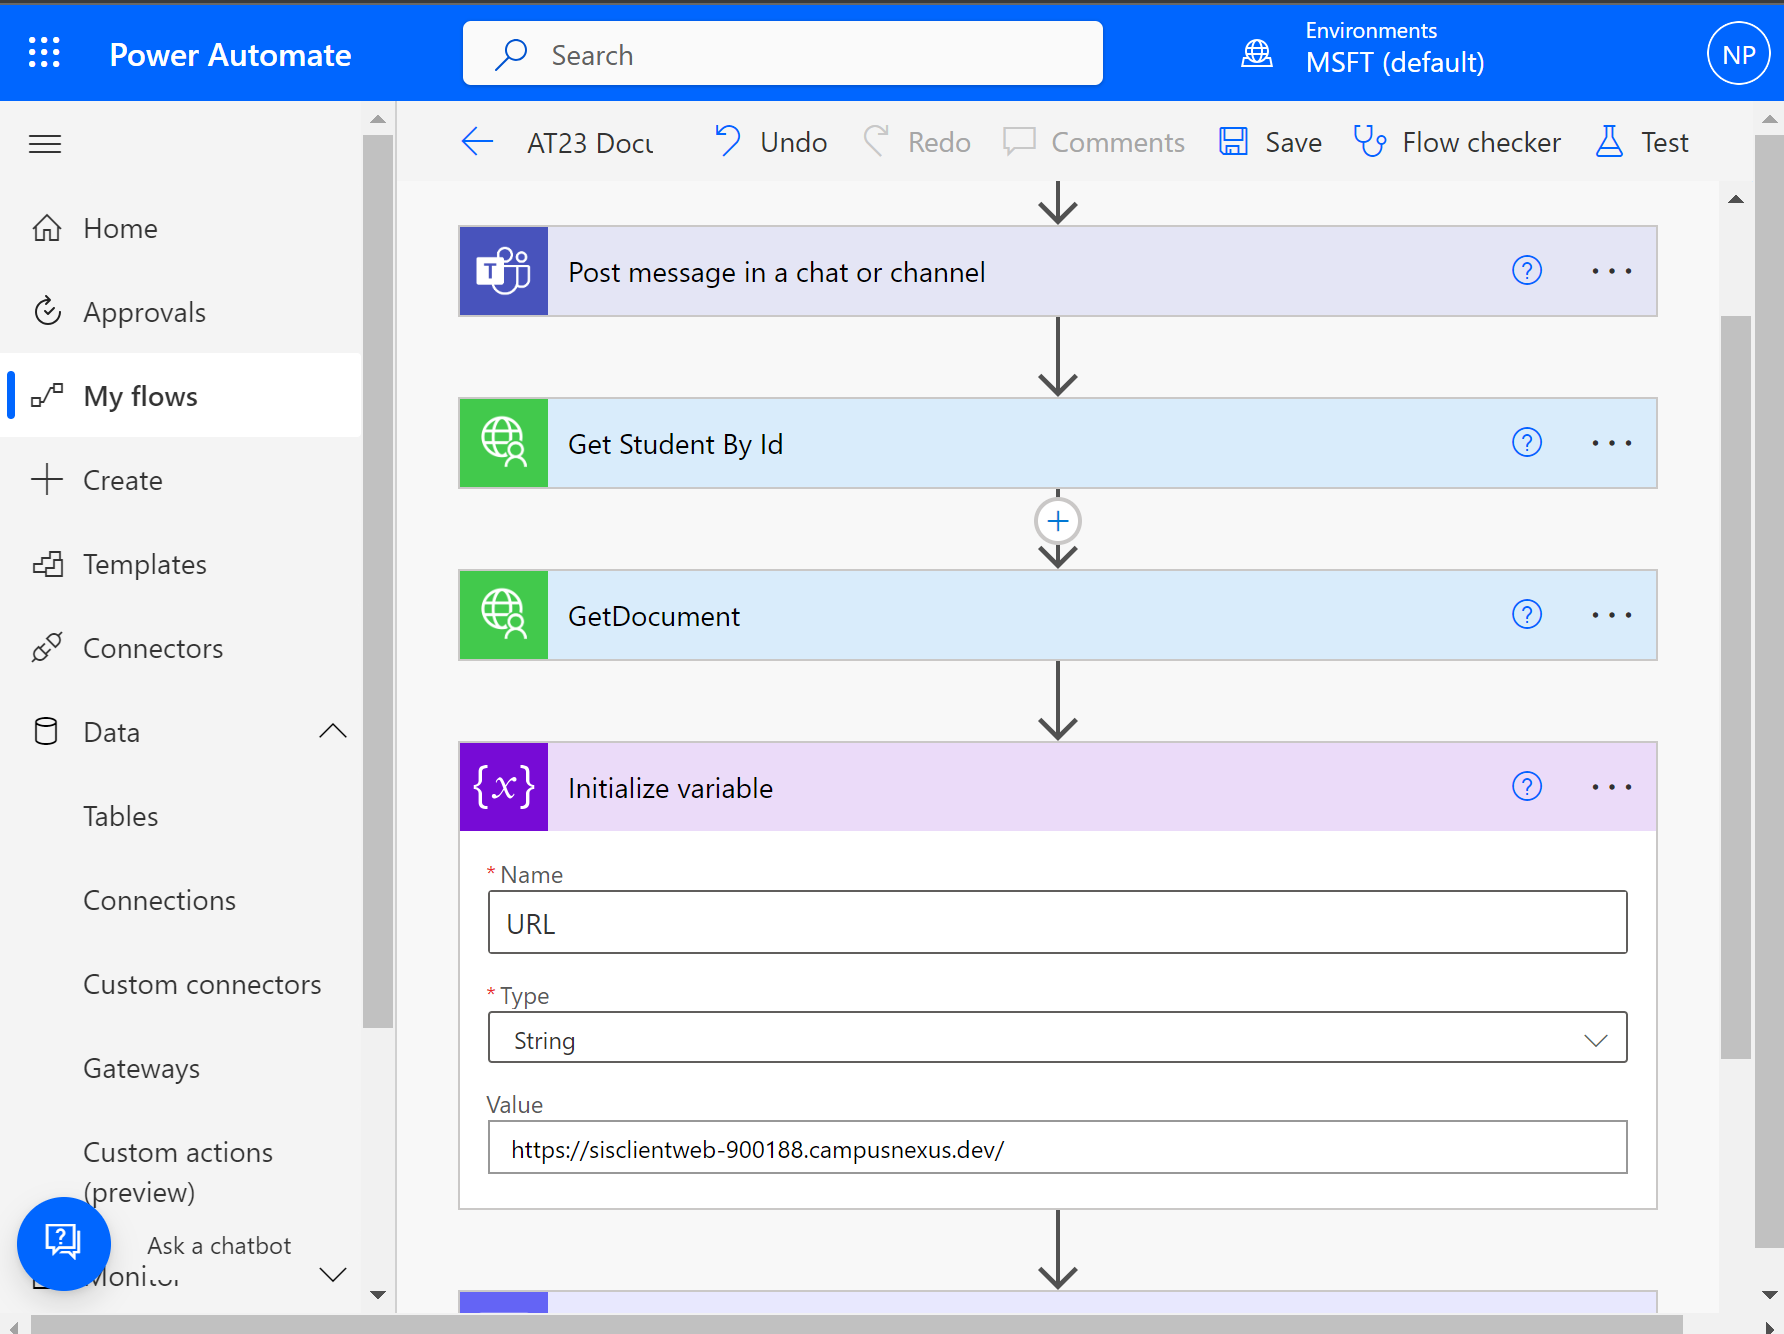 Power Automate
Search
Environments
MSFT (default)
NP
AT23 Docu
Undo
Redo
Comments
Save
Flow checker
Test
Home
Approvals
My flows
Create
Templates
Connectors
Data
Tables
Connections
Custom connectors
Gateways
Custom actions
(preview)
Ask a chatbot
Monitor
T
Post message in a chat or channel
?
Get Student By Id
?
GetDocument
?
{x}
Initialize variable
?
* Name
URL
* Type
String
Value
https://sisclientweb-900188.campusnexus.dev/